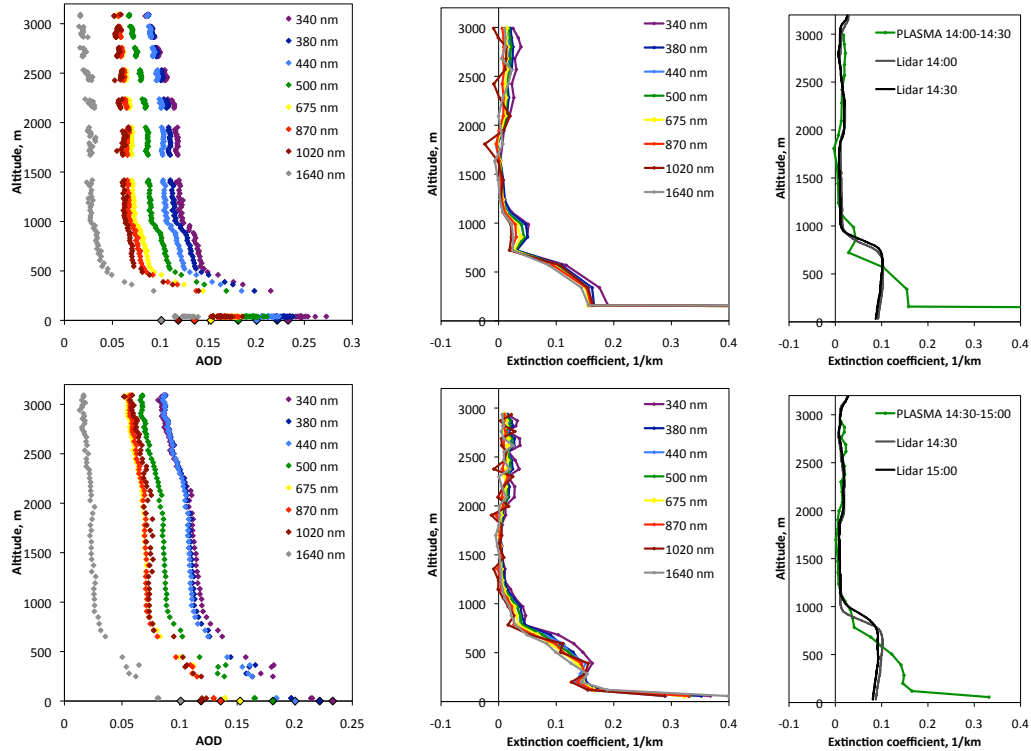 3000
2500
2000
1500
1000
500
0
Altitude, m
0
0.05
0.1
0.15
0.2
0.25
0.3
AOD
340 nm
380 nm
440 nm
500 nm
675 nm
870 nm
1020 nm
1640 nm
3000
2500
2000
1500
1000
500
0
Altitude, m
-0.1
0
0.1
0.2
0.3
0.4
Extinction coefficient, 1/km
340 nm
380 nm
440 nm
500 nm
675 nm
870 nm
1020 nm
1640 nm
3000
2500
2000
1500
1000
500
0
Altitude, m
-0.1
0
0.1
0.2
0.3
0.4
Extinction coefficient, 1/km
PLASMA 14:00-14:30
Lidar 14:00
Lidar 14:30
3000
2500
2000
1500
1000
500
0
Altitude, m
0
0.05
0.1
0.15
0.2
0.25
AOD
340 nm
380 nm
440 nm
500 nm
675 nm
870 nm
1020 nm
1640 nm
3000
2500
2000
1500
1000
500
0
Altitude, m
-0.1
0
0.1
0.2
0.3
0.4
Extinction coefficient, 1/km
340 nm
380 nm
440 nm
500 nm
675 nm
870 nm
1020 nm
1640 nm
3000
2500
2000
1500
1000
500
0
Altitude, m
-0.1
0
0.1
0.2
0.3
0.4
Extinction coefficient, 1/km
PLASMA 14:30-15:00
Lidar 14:30
Lidar 15:00